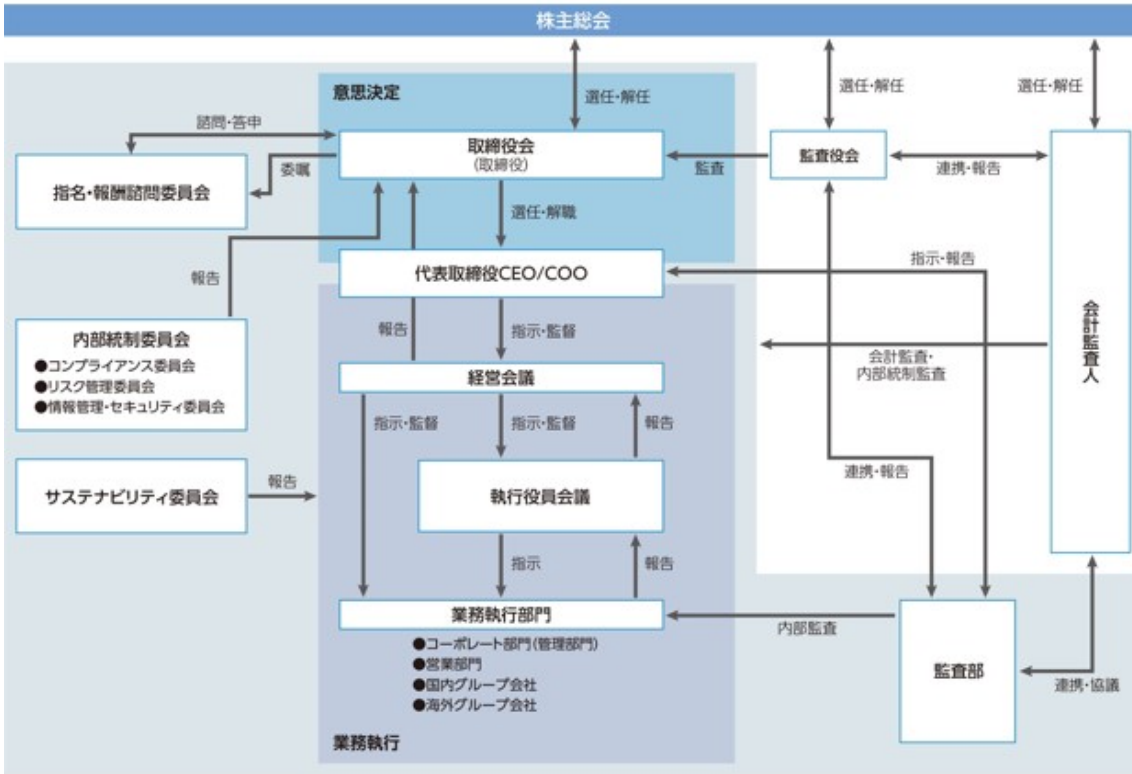 株主総会
意思決定
選任・解任
選任・解任
選任・解任
諮問・答申
取締役会
(取締役)
監査役会
監査
連携・報告
委嘱
指名・報酬諮問委員会
選任・解職
報告
代表取締役CEO/COO
指示・報告
会計監査人
内部統制委員会
●コンプライアンス委員会
●リスク管理委員会
●情報管理・セキュリティ委員会
報告
指示・監督
会計監査・
内部統制監査
経営会議
指示・監督
指示・監督
報告
サステナビリティ委員会
報告
執行役員会議
連携・報告
指示
報告
業務執行部門
●コーポレート部門(管理部門)
●営業部門
●国内グループ会社
●海外グループ会社
内部監査
監査部
連携・協議
業務執行